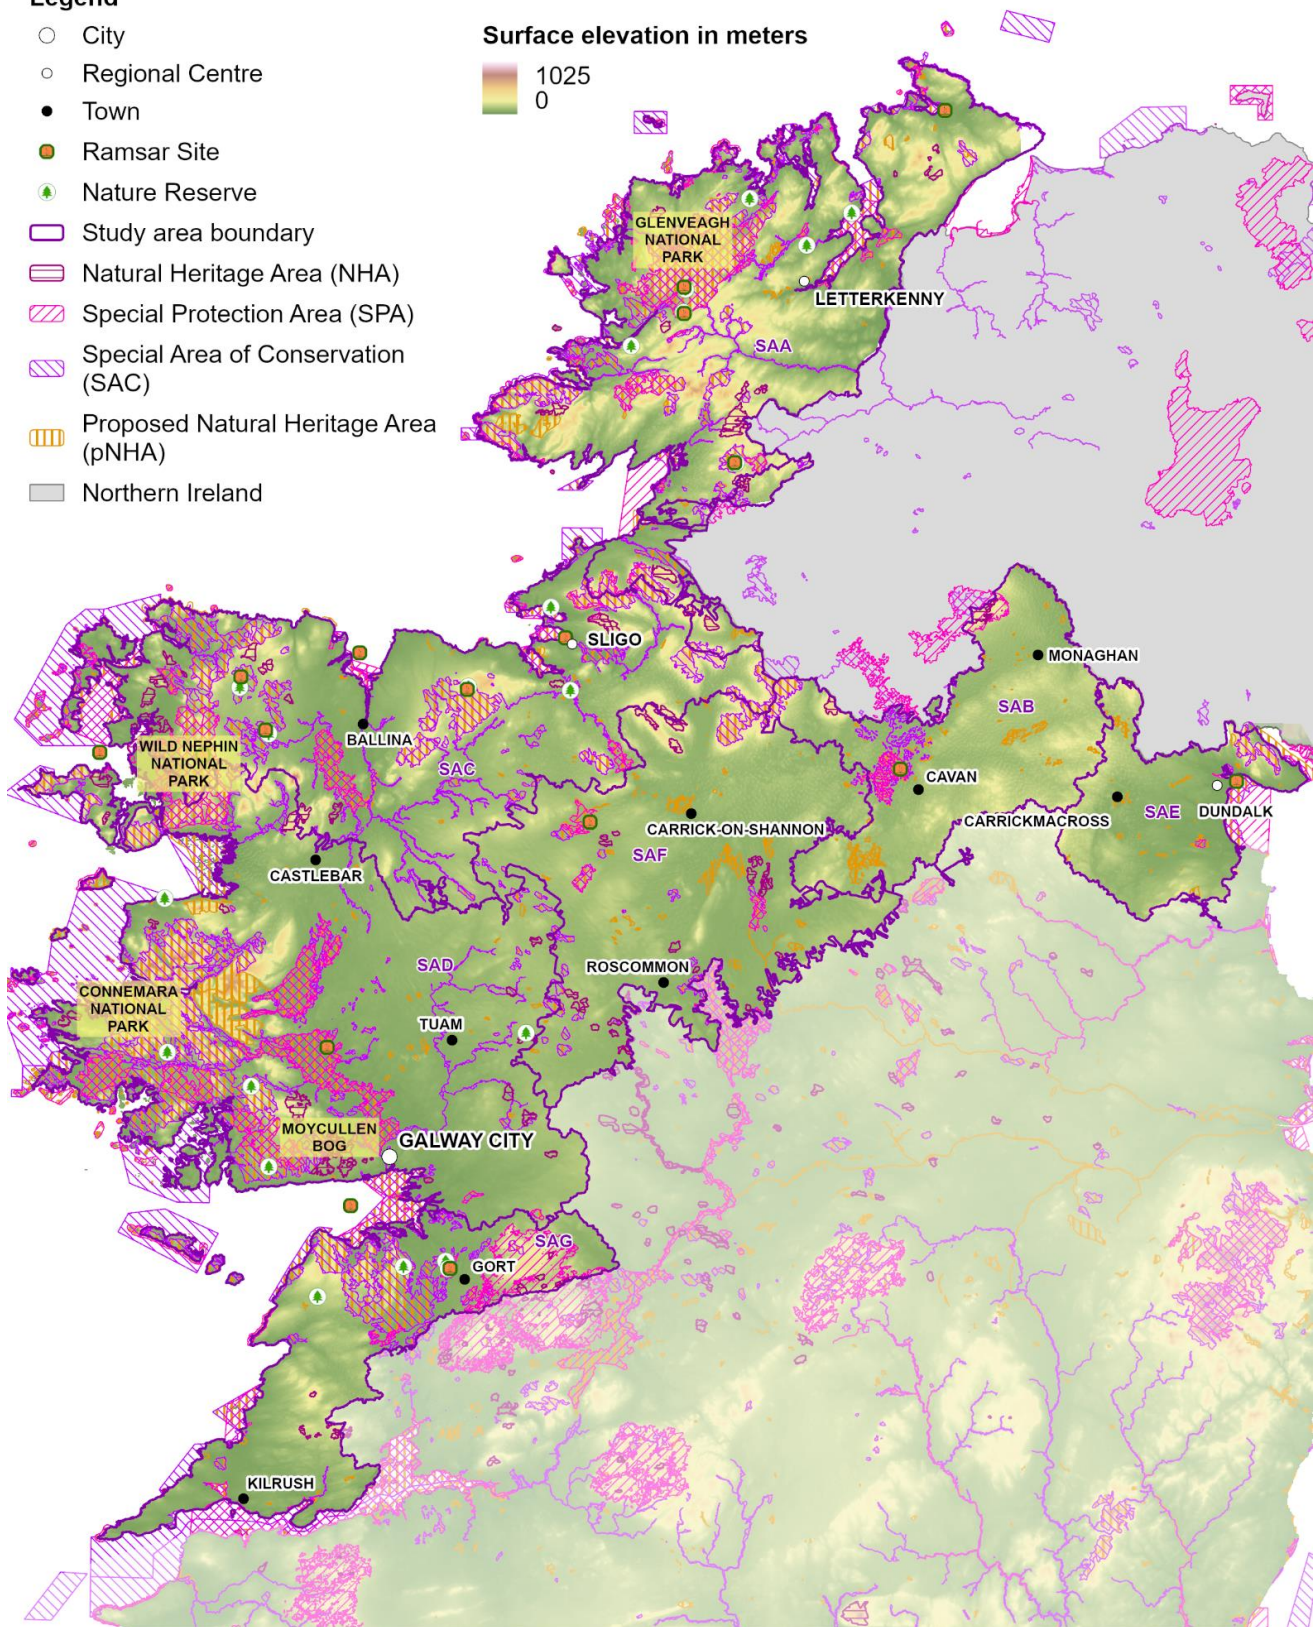 Legend
City
Regional Centre
Town
Ramsar Site
Nature Reserve
Study area boundary
Natural Heritage Area (NHA)
Special Protection Area (SPA)
Special Area of Conservation
(SAC)
Proposed Natural Heritage Area
(pNHA)
Northern Ireland
Surface elevation in meters
1025
0
GLENVEAGH
NATIONAL
PARK
LETTERKENNY
SAA
SLIGO
MONAGHAN
SAB
BALLINA
WILD NEPHIN
NATIONAL
PARK
SAC
CAVAN
CARRICK-ON-SHANNON
CARRICKMACROSS
SAE
DUNDALK
SAF
CASTLEBAR
SAD
ROSCOMMON
CONNEMARA
NATIONAL
PARK
TUAM
MOYCULLEN
BOG
GALWAY CITY
SAG
GORT
KILRUSH